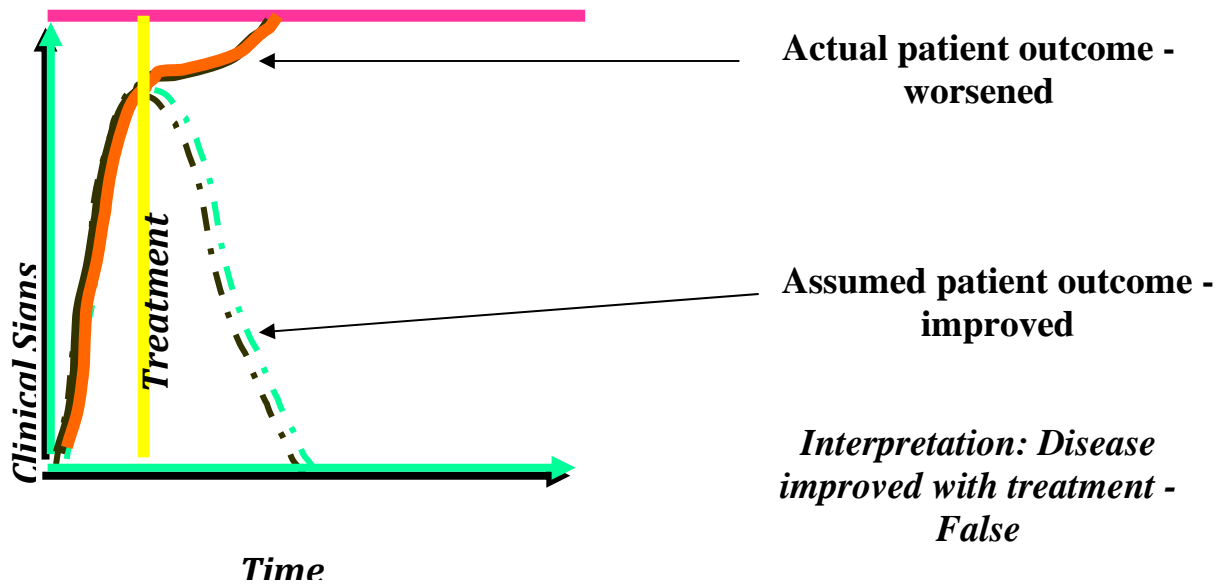 Actual patient outcome -
worsened
Treatment
Clinical Signs
Assumed patient outcome -
improved
Interpretation: Disease
improved with treatment -
False
Time